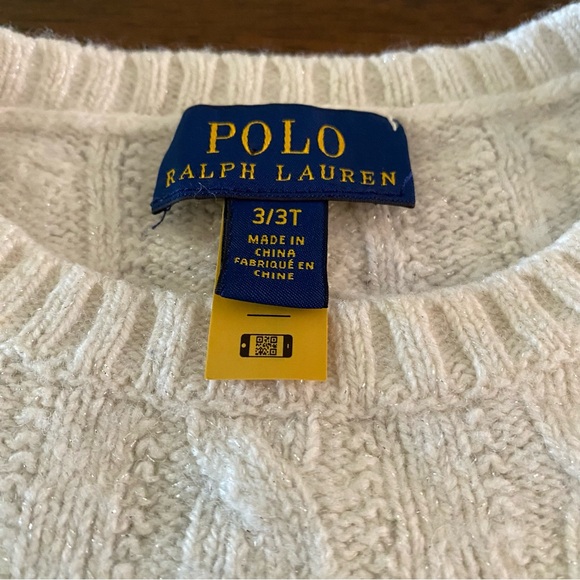 POLO
RALPH LAUREN
3/3T
MADE IN
CHINA
FABRIQUÉ EN
CHINE